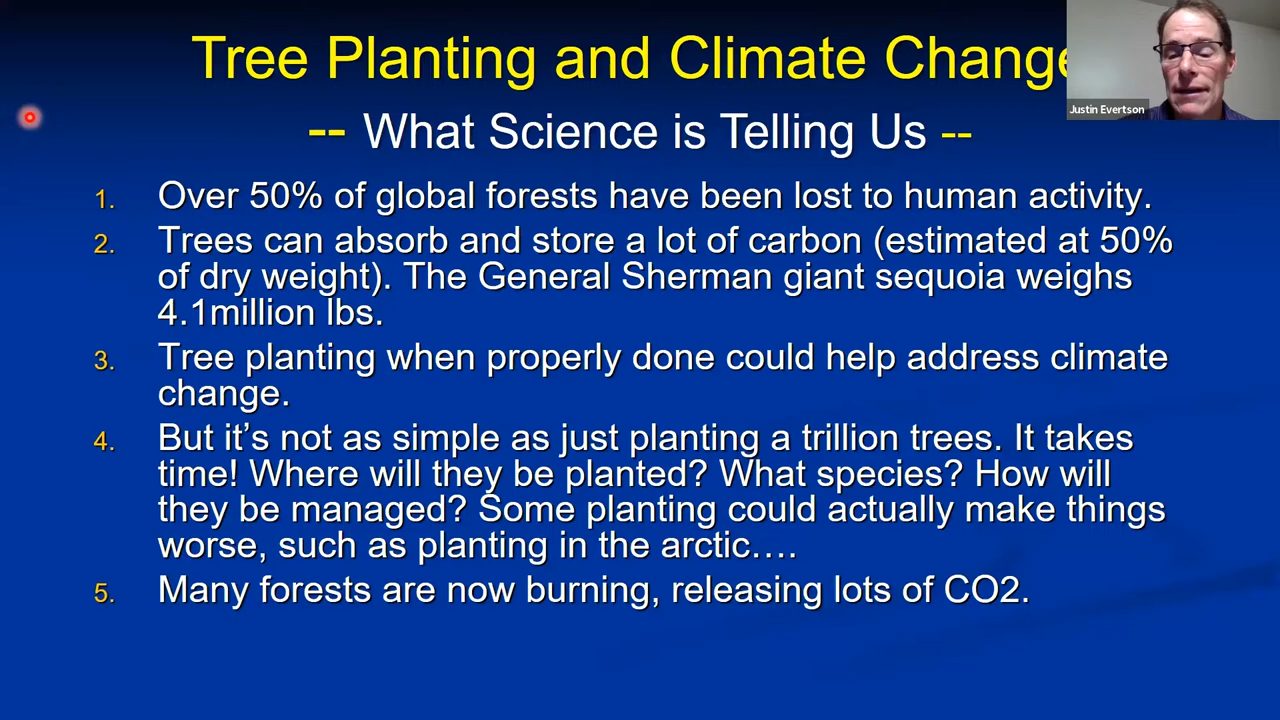 Tree Planting and Climate Change
Justin Evertson
-- What Science is Telling Us --
1. Over 50% of global forests have been lost to human activity.
2. Trees can absorb and store a lot of carbon (estimated at 50%
of dry weight). The General Sherman giant sequoia weighs
4.1million lbs.
3. Tree planting when properly done could help address climate
change.
4. But it’s not as simple as just planting a trillion trees. It takes
time! Where will they be planted? What species? How will
they be managed? Some planting could actually make things
worse, such as planting in the arctic….
5. Many forests are now burning, releasing lots of CO2.